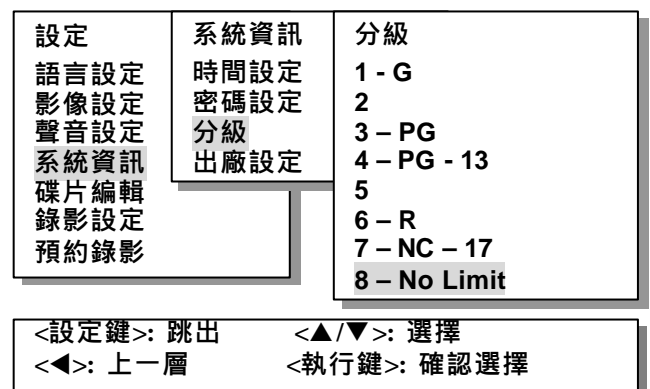 設定
語言設定
影像設定
聲音設定
系統資訊
碟片編輯
錄影設定
預約錄影
系統資訊
時間設定
密碼設定
分級
出廠設定
分級
1 - G
2
3 – PG
4 – PG - 13
5
6 – R
7 – NC – 17
8 – No Limit
<設定鍵>: 跳出 <▲/▼>: 選擇
<◀>: 上一層 <執行鍵>: 確認選擇